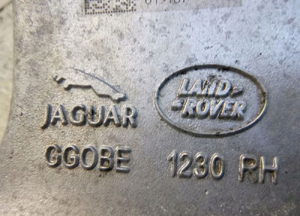 JAGUAR
LAND-
-ROVER
GGOBE 1230 RH